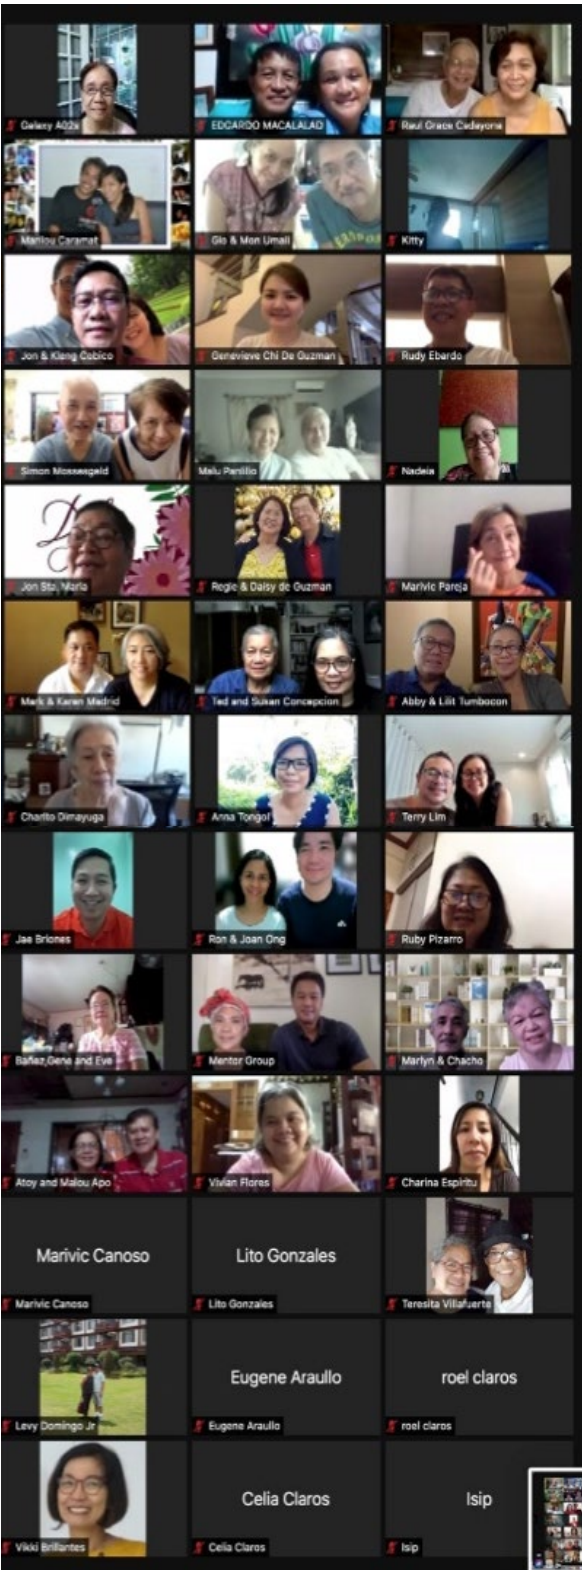 Galaxy A02s
EDGARDO MACALALAD
Raul Grace Cadayona
Manlou Caramat
Glo & Mon Umali
Kitty
Jon & Kieng Cobico
Genevieve Chi De Guzman
Rudy Ebardo
Simon Mossesgeld
Malu Panlilio
Nadeia
Jon Sta. Maria
Regie & Daisy de Guzman
Marivic Pareja
Mark & Karen Madrid
Ted and Susan Concepcion
Abby & Lilit Tumbocon
Charito Dimayuga
Anna Tongol
Terry Lim
Jae Briones
Ron & Joan Ong
Ruby Pizarro
Bañez,Gene and Eve
Mentor Group
Marlyn & Chacho
Atoy and Malou Apo
Vivian Flores
Charina Espiritu
Marivic Canoso
Lito Gonzales
Marivic Canoso
Lito Gonzales
Teresita Villafuerte
Eugene Araullo
roel claros
Levy Domingo Jr
Eugene Araullo
roel claros
Celia Claros
Isip
Vikki Brillantes
Celia Claros
Isip